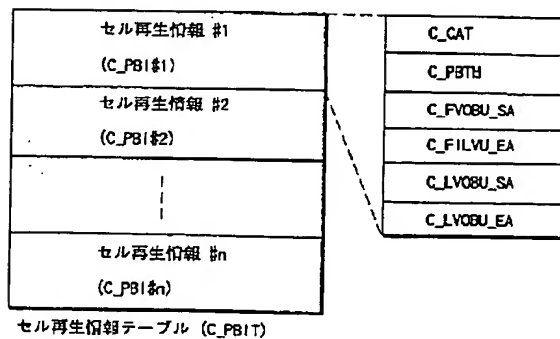 セル再生情報 #1
(C_PBI#1)
セル再生情報 #2
(C_PBI#2)
セル再生情報 #n
(C_PBI#n)
セル再生情報テーブル (C_PBIT)
C_CAT
C_PBTM
C_FVOBU_SA
C_FILVU_EA
C_LVOBU_SA
C_LVOBU_EA